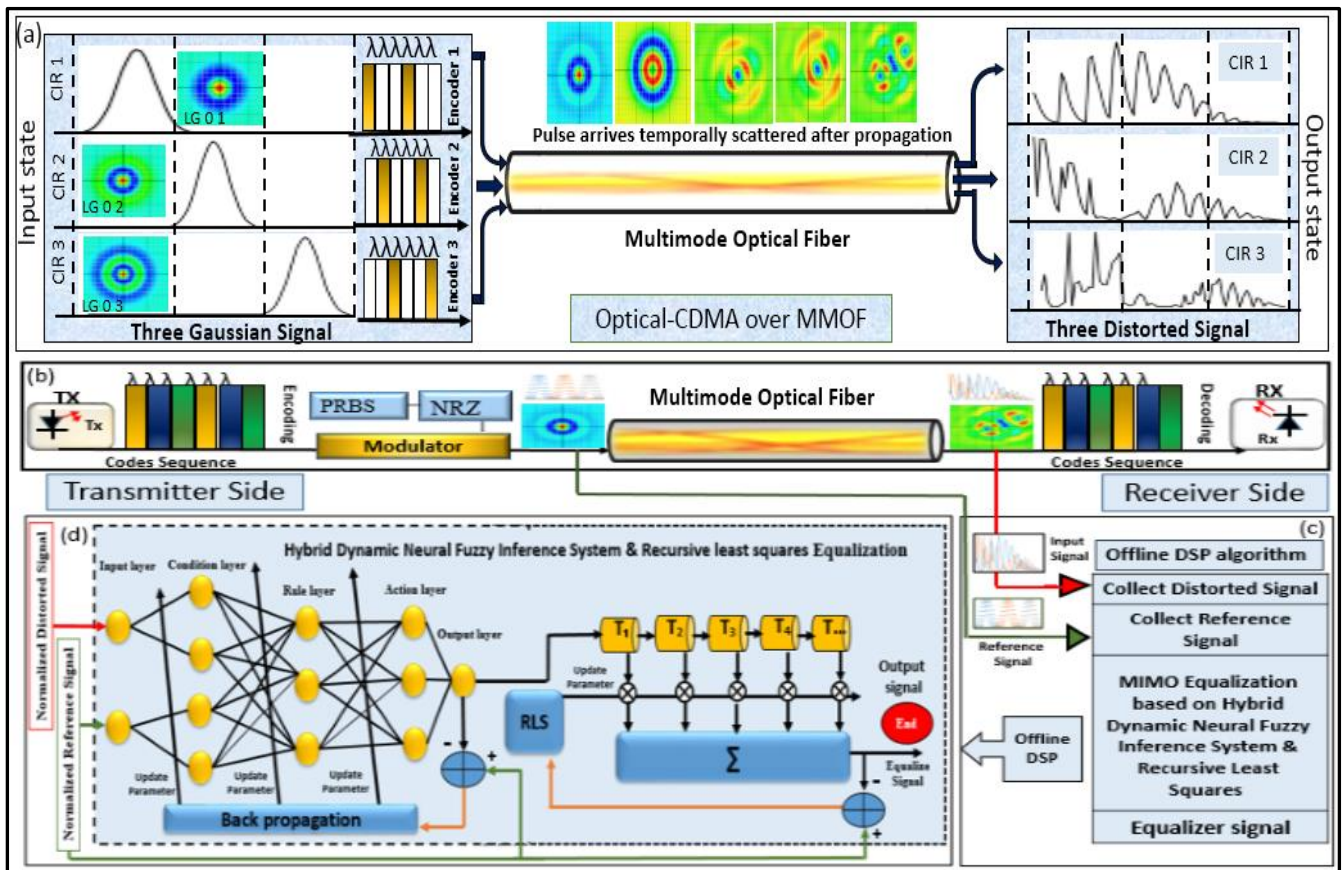 (a)
Input state
CIR 1
LG 0 1
CIR 2
LG 0 2
CIR 3
LG 0 3
Three Gaussian Signal
λλλλλλ
Encoder 1
λλλλλλ
Encoder 2
λλλλλλ
Encoder 3
Pulse arrives temporally scattered after propagation
Multimode Optical Fiber
Optical-CDMA over MMOF
CIR 1
CIR 2
CIR 3
Three Distorted Signal
Output state
(b)
TX
Tx
λ λ λ λ λ λ
Codes Sequence
Encoding
PRBS
NRZ
Modulator
Multimode Optical Fiber
λ λ λ λ λ λ
Codes Sequence
Decoding
RX
Rx
Transmitter Side
Receiver Side
(d)
Normalized Distorted Signal
Normalized Reference Signal
Hybrid Dynamic Neural Fuzzy Inference System & Recursive least squares Equalization
Input layer
Condition layer
Rule layer
Action layer
Output layer
Update
Parameter
Update
Parameter
Update
Parameter
Back propagation
-
+
T1
T2
T3
T4
T...
Update
Parameter
RLS
Σ
Output
signal
End
Equalize
Signal
-
+
(c)
Input
Signal
Reference
Signal
Offline DSP algorithm
Collect Distorted Signal
Collect Reference
Signal
MIMO Equalization
based on Hybrid
Dynamic Neural Fuzzy
Inference System &
Recursive Least
Squares
Equalizer signal
Offline
DSP